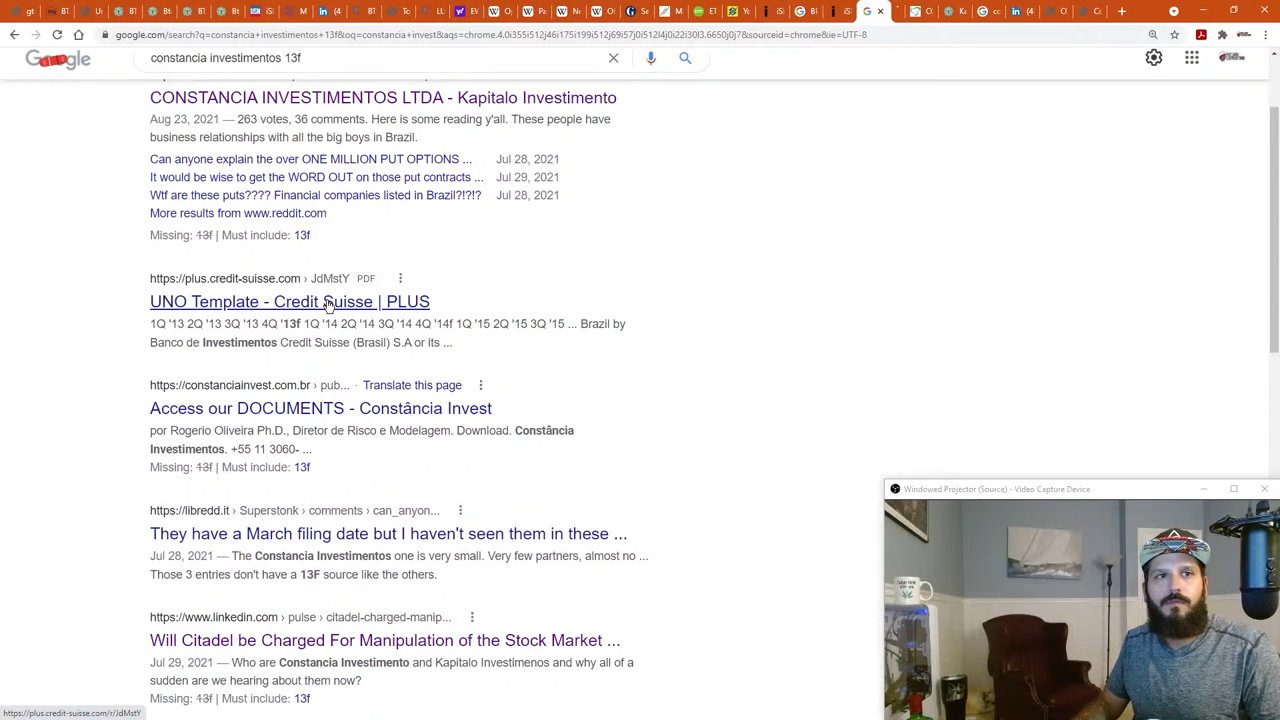 google.com/search?q=constancia+investimentos+13f&oq=constancia+invest&aqs=chrome.4.0i355i512j46i175i199i512j69i57j0i512l4j0i22i30l3.6650j0j7&sourceid=chrome&ie=UTF-8
Google
constancia investimentos 13f
CONSTANCIA INVESTIMENTOS LTDA - Kapitalo Investimento
Aug 23, 2021 — 263 votes, 36 comments. Here is some reading y'all. These people have
business relationships with all the big boys in Brazil.
Can anyone explain the over ONE MILLION PUT OPTIONS ... Jul 28, 2021
It would be wise to get the WORD OUT on those put contracts ... Jul 29, 2021
Wtf are these puts???? Financial companies listed in Brazil?!?!? Jul 28, 2021
More results from www.reddit.com
Missing: 13f | Must include: 13f
https://plus.credit-suisse.com › JdMstY PDF
UNO Template - Credit Suisse | PLUS
1Q '13 2Q '13 3Q '13 4Q '13f 1Q '14 2Q '14 3Q '14 4Q '14f 1Q '15 2Q '15 3Q '15 ... Brazil by
Banco de Investimentos Credit Suisse (Brasil) S.A or its ...
https://constanciainvest.com.br › pub... · Translate this page
Access our DOCUMENTS - Constância Invest
por Rogerio Oliveira Ph.D., Diretor de Risco e Modelagem. Download. Constância
Investimentos. +55 11 3060- ...
Missing: 13f | Must include: 13f
https://libredd.it › Superstonk › comments › can_anyon...
They have a March filing date but I haven't seen them in these ...
Jul 28, 2021 — The Constancia Investimentos one is very small. Very few partners, almost no ...
Those 3 entries don't have a 13F source like the others.
https://www.linkedin.com › pulse › citadel-charged-manip...
Will Citadel be Charged For Manipulation of the Stock Market ...
Jul 29, 2021 — Who are Constancia Investimento and Kapitalo Investimenos and why all of a
sudden are we hearing about them now?
Missing: 13f | Must include: 13f
https://plus.credit-suisse.com/r/JdMstY
Windowed Projector (Source) - Video Capture Device